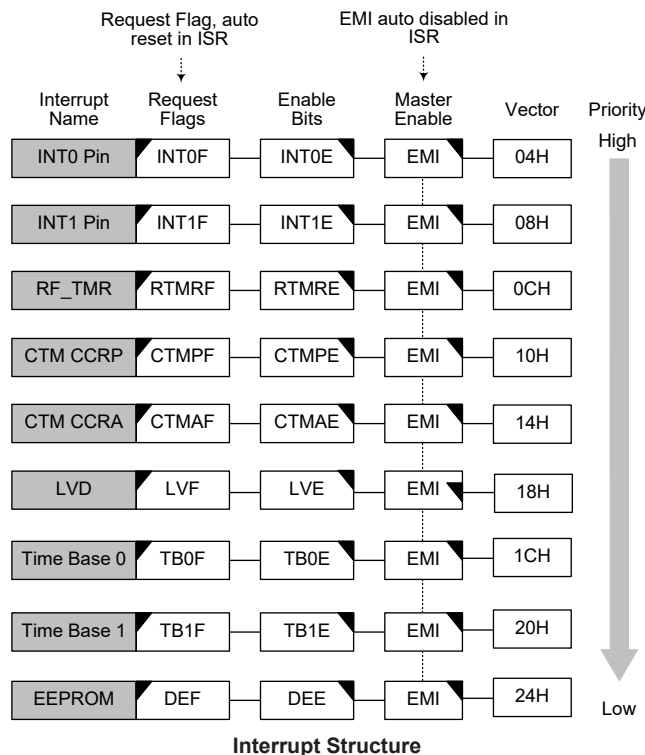 Request Flag, auto
reset in ISR
EMI auto disabled in
ISR
Interrupt
Name
Request
Flags
Enable
Bits
Master
Enable
Vector
Priority
High
INT0 Pin INT0F INT0E EMI 04H
INT1 Pin INT1F INT1E EMI 08H
RF_TMR RTMRF RTMRE EMI 0CH
CTM CCRP CTMPF CTMPE EMI 10H
CTM CCRA CTMAF CTMAE EMI 14H
LVD LVF LVE EMI 18H
Time Base 0 TB0F TB0E EMI 1CH
Time Base 1 TB1F TB1E EMI 20H
EEPROM DEF DEE EMI 24H
Low
Interrupt Structure